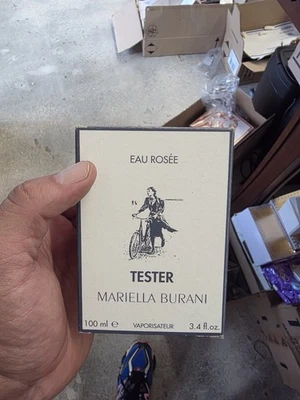 EAU ROSÉE
TESTER
MARIELLA BURANI
100 ml ℮ VAPORISATEUR 3.4 fl.oz.